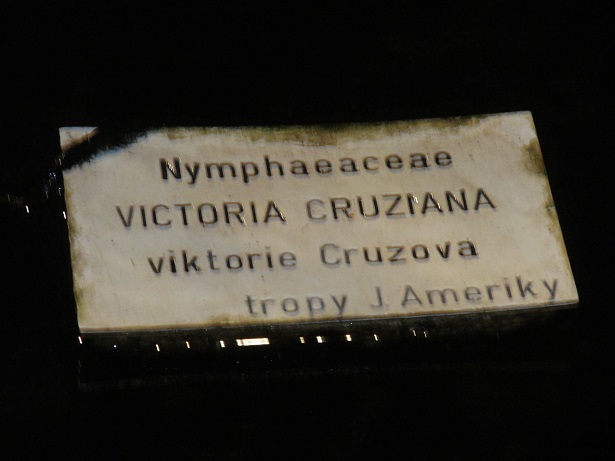 Nymphaeaceae
VICTORIA CRUZIANA
viktorie Cruzova
tropy J. Ameriky